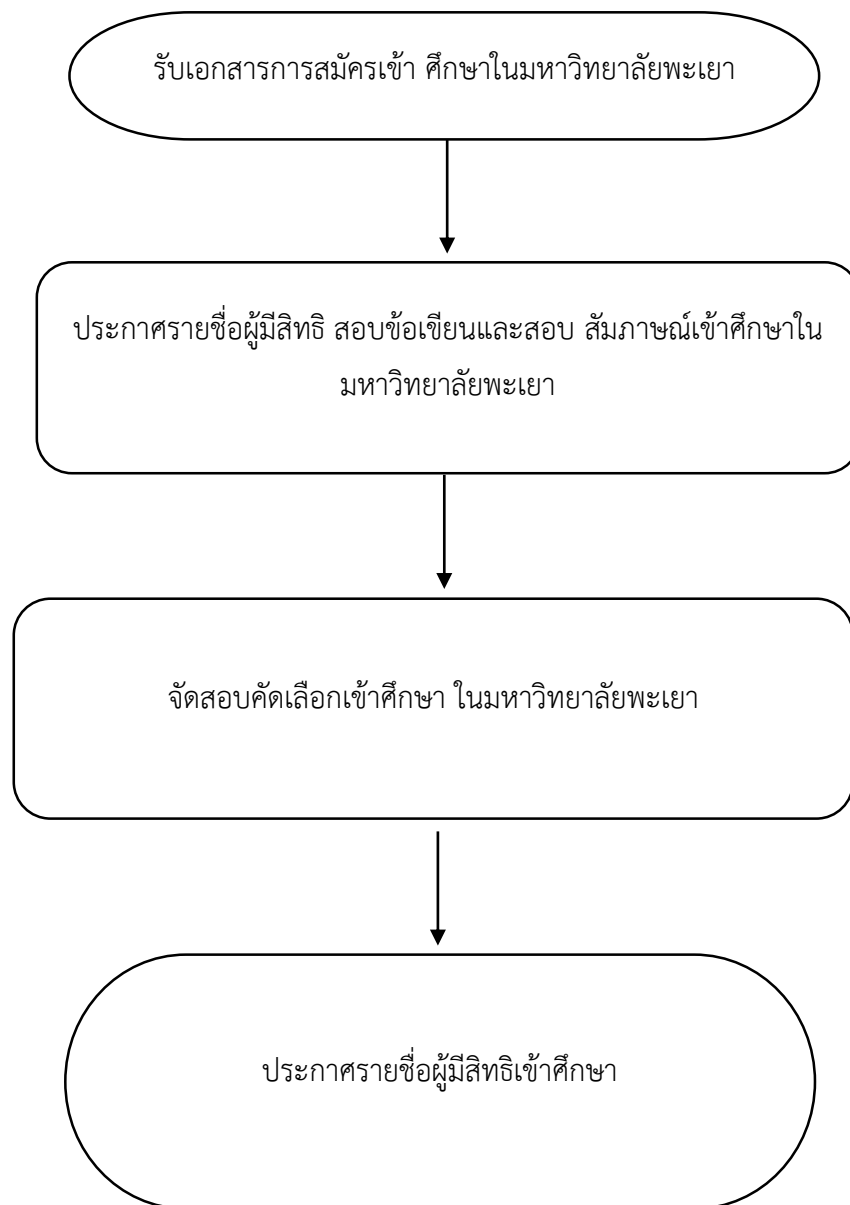 รับเอกสารการสมัครเข้า ศึกษาในมหาวิทยาลัยพะเยา
ประกาศรายชื่อผู้มีสิทธิ สอบข้อเขียนและสอบ สัมภาษณ์เข้าศึกษาใน
มหาวิทยาลัยพะเยา
จัดสอบคัดเลือกเข้าศึกษา ในมหาวิทยาลัยพะเยา
ประกาศรายชื่อผู้มีสิทธิเข้าศึกษา